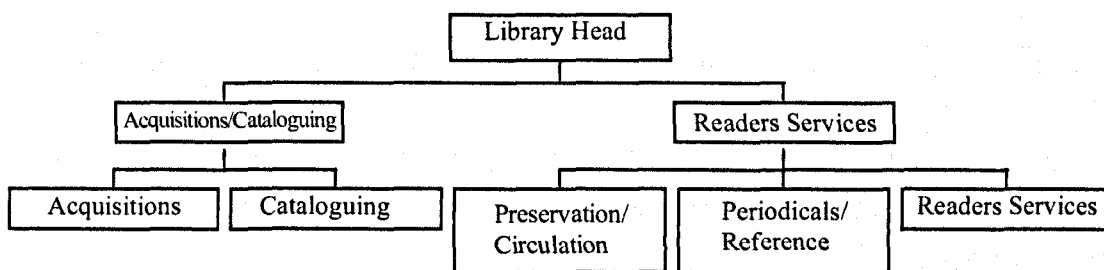 Library Head
Acquisitions/Cataloguing
Readers Services
Acquisitions
Cataloguing
Preservation/
Circulation
Periodicals/
Reference
Readers Services